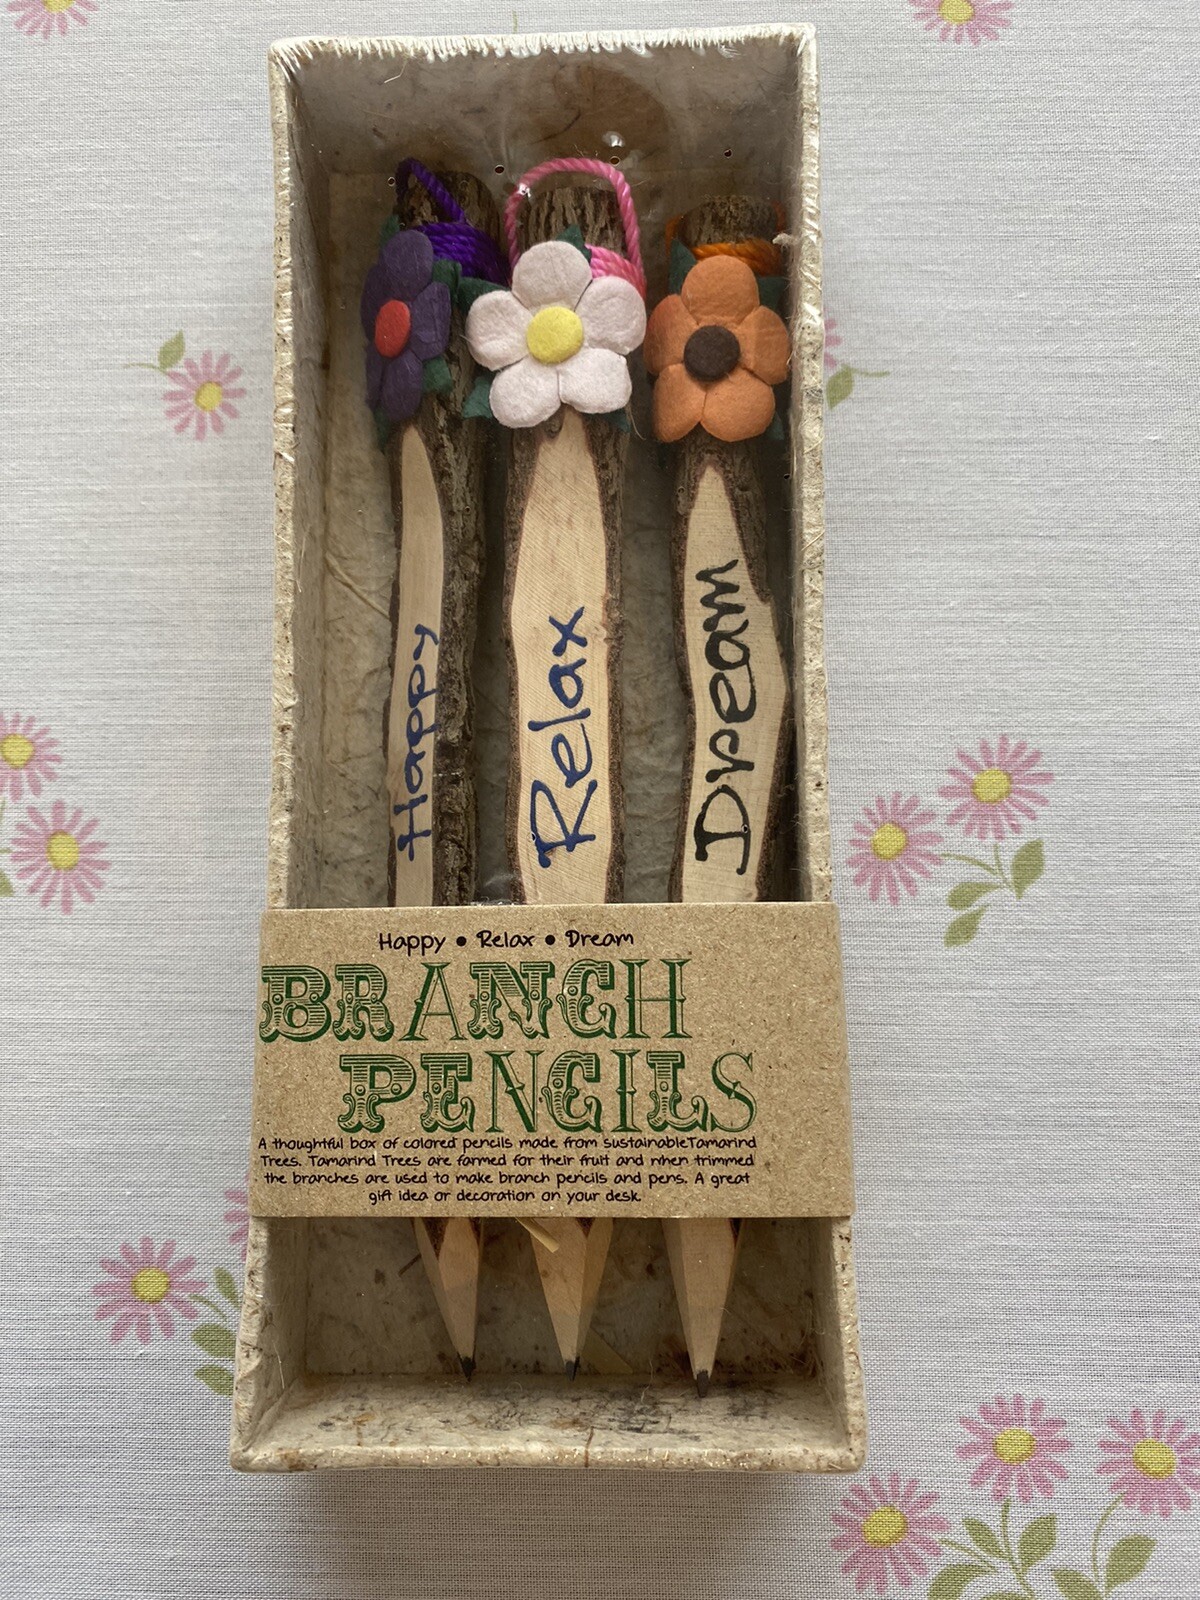 Happy
Relax
Dream
Happy • Relax • Dream
BRANCH
PENCILS
A thoughtful box of colored pencils made from sustainableTamarind
Trees. Tamarind Trees are farmed for their fruit and when trimmed
the branches are used to make branch pencils and pens. A great
gift idea or decoration on your desk.